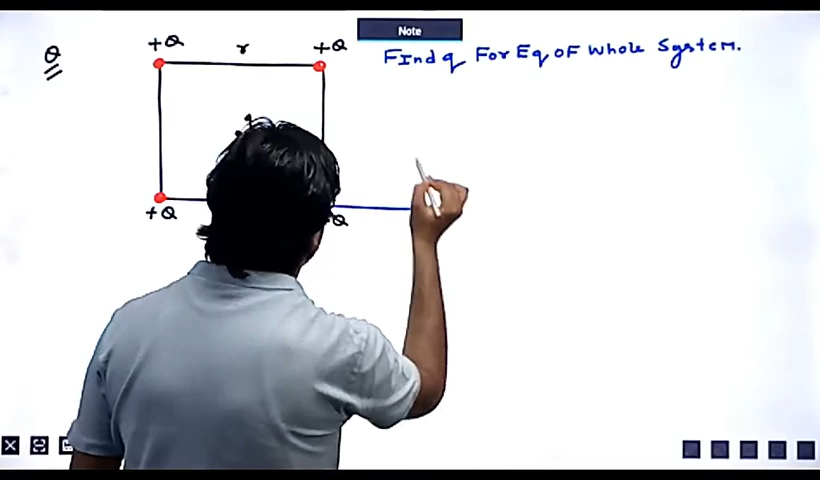 Note
Q
+Q r +Q
FInd q For Eq OF Whole System.
+Q
Q